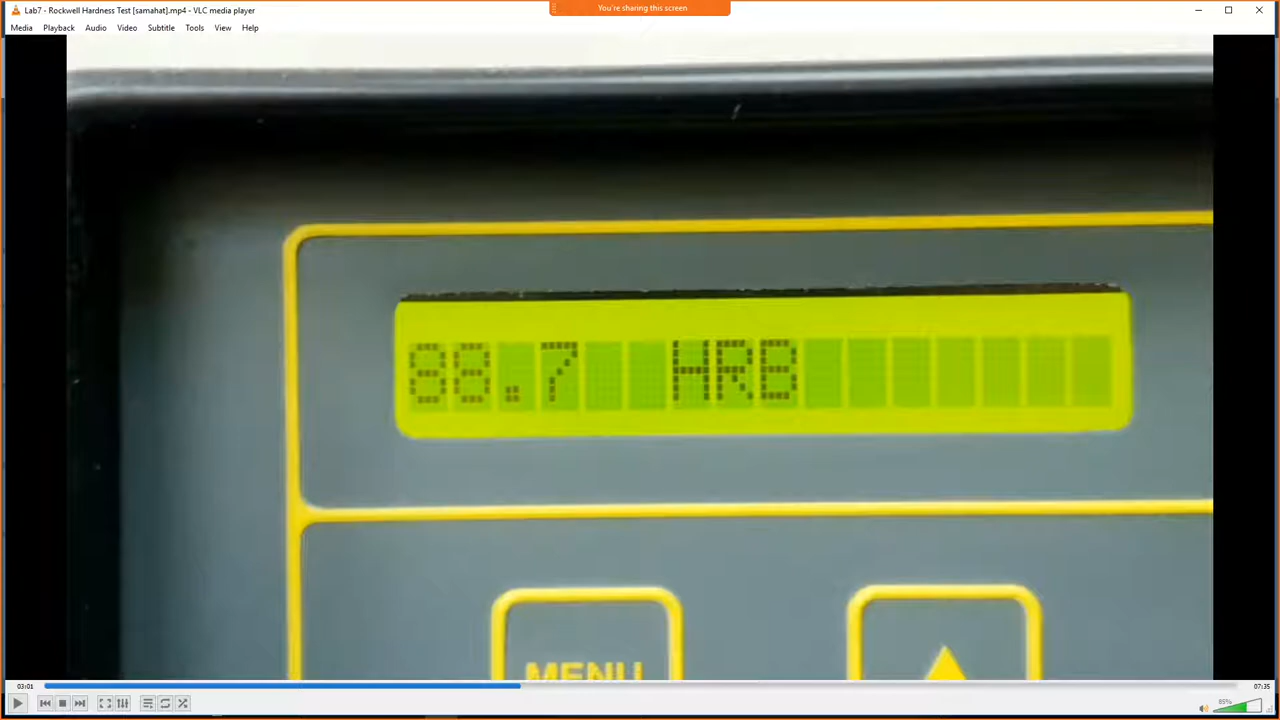 Lab7 - Rockwell Hardness Test [samahat].mp4 - VLC media player
You're sharing this screen
Media Playback Audio Video Subtitle Tools View Help
88.7 HRB
MENU
03:01
07:35
85%